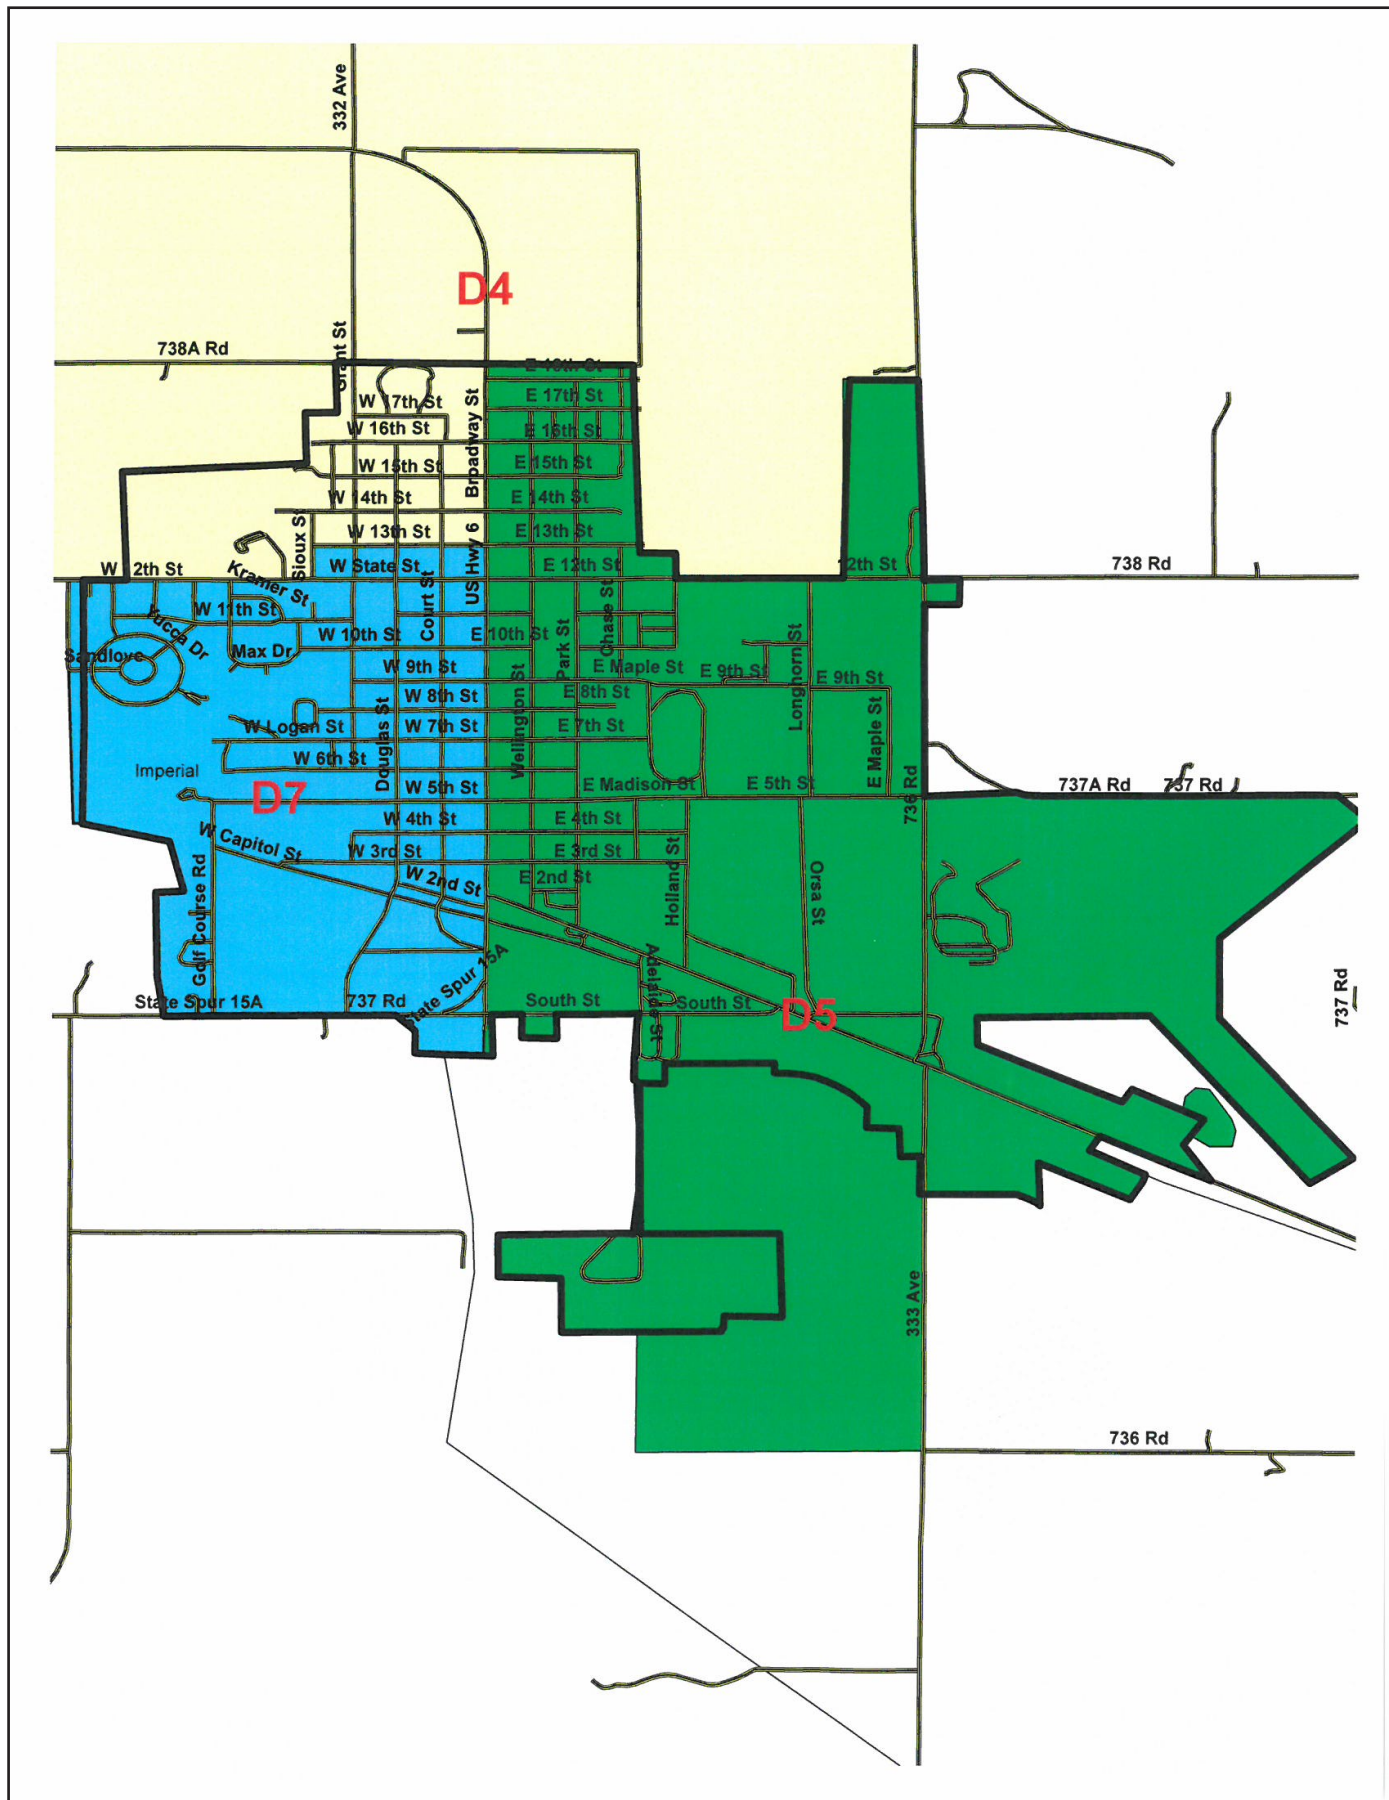 332 Ave
D4
738A Rd
Grant St
E 18th St
W 17th St
E 17th St
Broadway St
W 16th St
E 16th St
W 15th St
E 15th St
W 14th St
E 14th St
Sioux St
W 13th St
US Hwy 6
E 13th St
W 12th St
Kramer St
W State St
E 12th St
12th St
738 Rd
W 11th St
Yucca Dr
Court St
Chase St
W 10th St
E 10th St
Park St
Longhorn St
Sandlove
Max Dr
W 9th St
E Maple St
E 9th St
E 9th St
W 8th St
E 8th St
Wellington St
W Logan St
Douglas St
W 7th St
E 7th St
E Maple St
W 6th St
Imperial
D7
W 5th St
E Madison St
E 5th St
736 Rd
737A Rd
737 Rd
W 4th St
E 4th St
W Capitol St
W 3rd St
E 3rd St
W 2nd St
E 2nd St
Holland St
Orsa St
Golf Course Rd
State Spur 15A
Adelaide St
State Spur 15A
737 Rd
South St
South St
D5
737 Rd
333 Ave
736 Rd